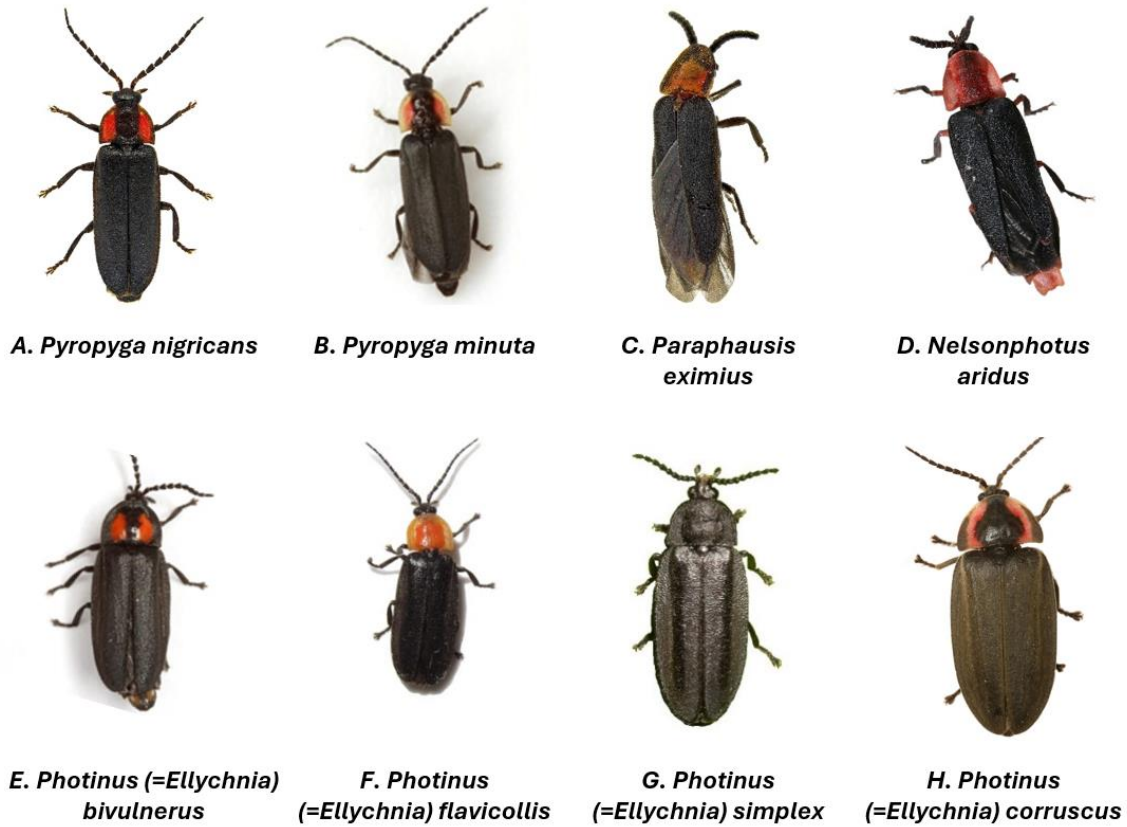 A. Pyropyga nigricans
B. Pyropyga minuta
C. Paraphausis
eximius
D. Nelsonphotus
aridus
E. Photinus (=Ellychnia)
bivulnerus
F. Photinus
(=Ellychnia) flavicollis
G. Photinus
(=Ellychnia) simplex
H. Photinus
(=Ellychnia) corruscus